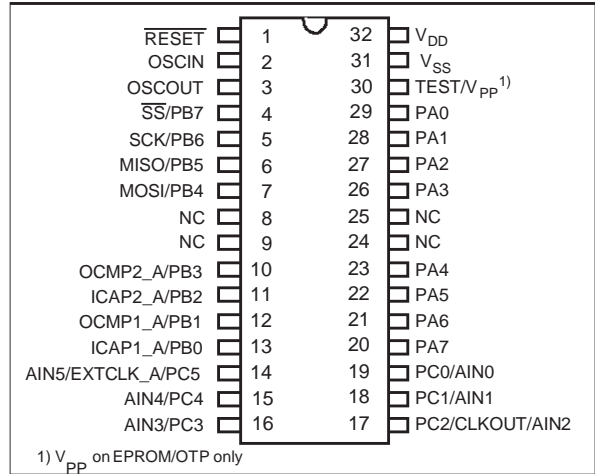 RESET 1 32 VDD
OSCIN 2 31 VSS
OSCOUT 3 30 TEST/VPP1)
SS/PB7 4 29 PA0
SCK/PB6 5 28 PA1
MISO/PB5 6 27 PA2
MOSI/PB4 7 26 PA3
NC 8 25 NC
NC 9 24 NC
OCMP2_A/PB3 10 23 PA4
ICAP2_A/PB2 11 22 PA5
OCMP1_A/PB1 12 21 PA6
ICAP1_A/PB0 13 20 PA7
AIN5/EXTCLK_A/PC5 14 19 PC0/AIN0
AIN4/PC4 15 18 PC1/AIN1
AIN3/PC3 16 17 PC2/CLKOUT/AIN2
1) VPP on EPROM/OTP only